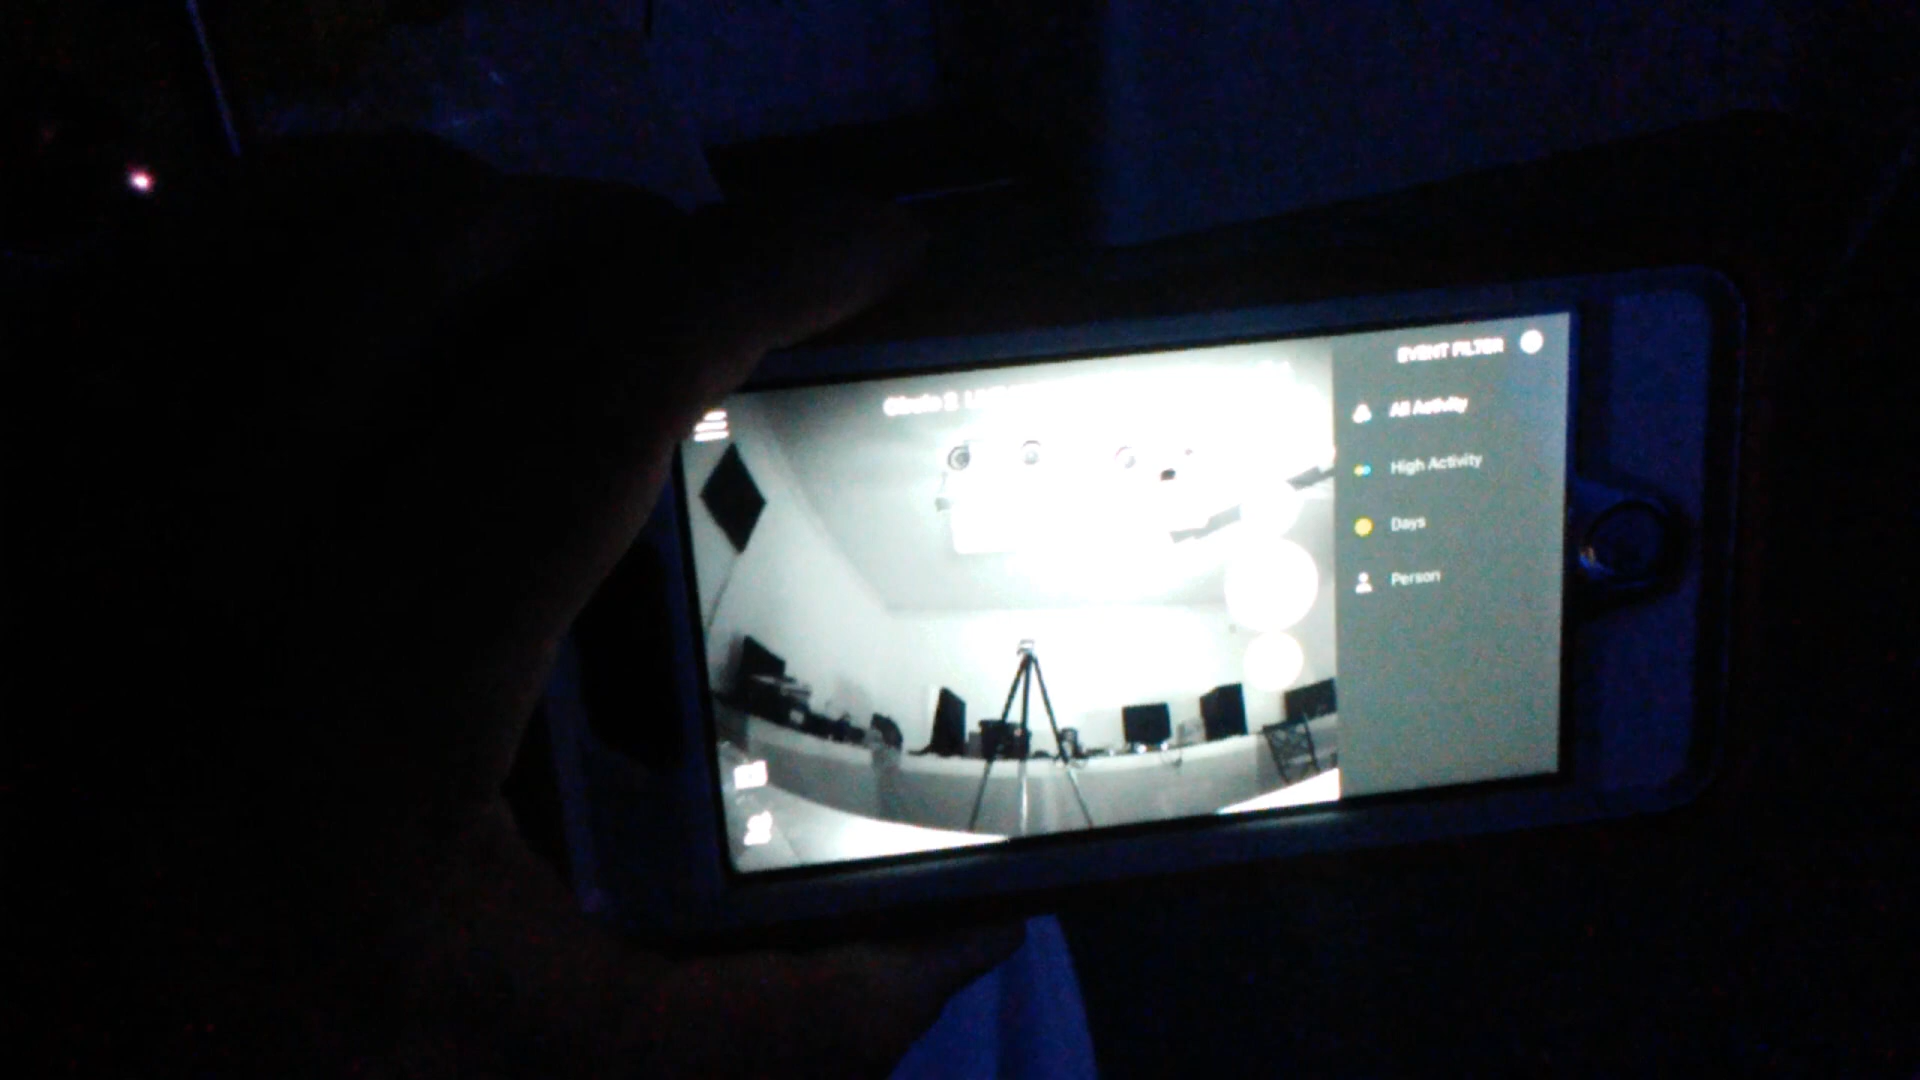 EVENT FILTER
All Activity
High Activity
Days
Person